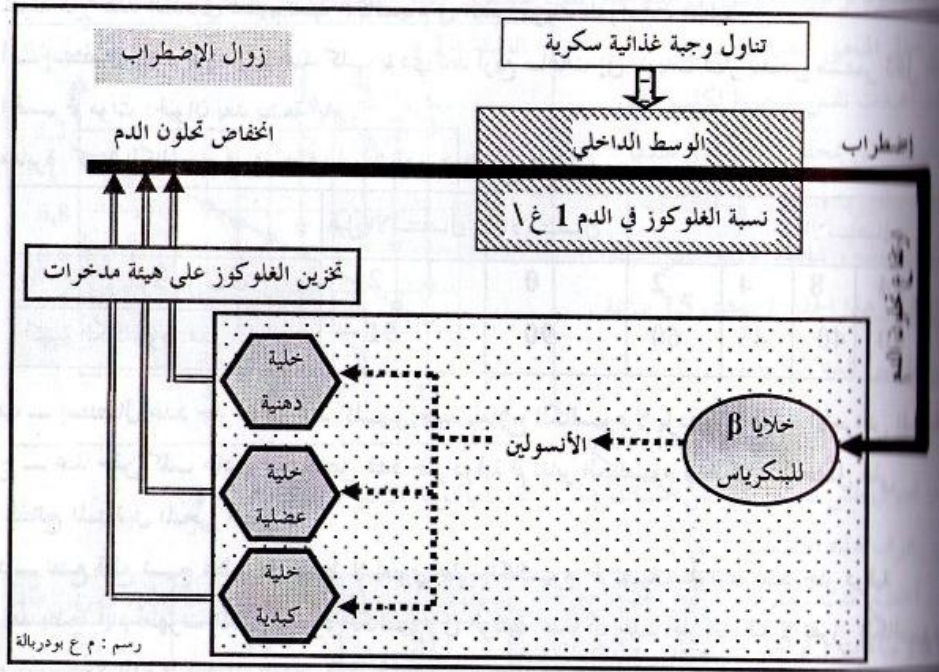 تناول وجبة غذائية سكرية
زوال الإضطراب
الوسط الداخلي
إضطراب
انخفاض تحلون الدم
نسبة الغلوكوز في الدم 1 غ \
تخزين الغلوكوز على هيئة مدخرات
خلية
دهنية
خلايا β
للبنكرياس
الأنسولين
خلية
عضلية
خلية
كبدية
رسم : م ع بودربالة